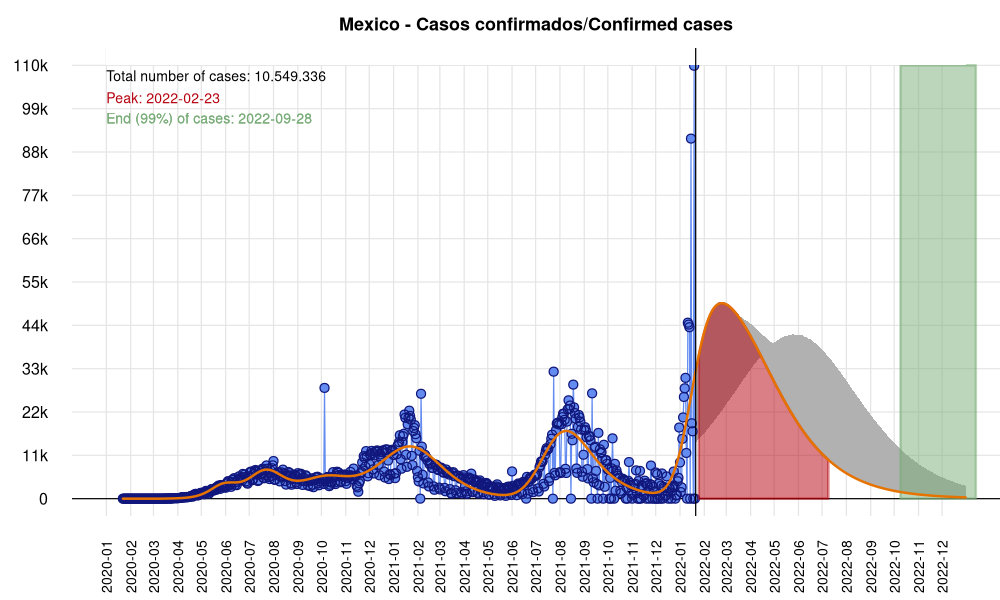 Mexico - Casos confirmados/Confirmed cases
Total number of cases: 10.549.336
Peak: 2022-02-23
End (99%) of cases: 2022-09-28
110k
99k
88k
77k
66k
55k
44k
33k
22k
11k
0
2020-01
2020-02
2020-03
2020-04
2020-05
2020-06
2020-07
2020-08
2020-09
2020-10
2020-11
2020-12
2021-01
2021-02
2021-03
2021-04
2021-05
2021-06
2021-07
2021-08
2021-09
2021-10
2021-11
2021-12
2022-01
2022-02
2022-03
2022-04
2022-05
2022-06
2022-07
2022-08
2022-09
2022-10
2022-11
2022-12